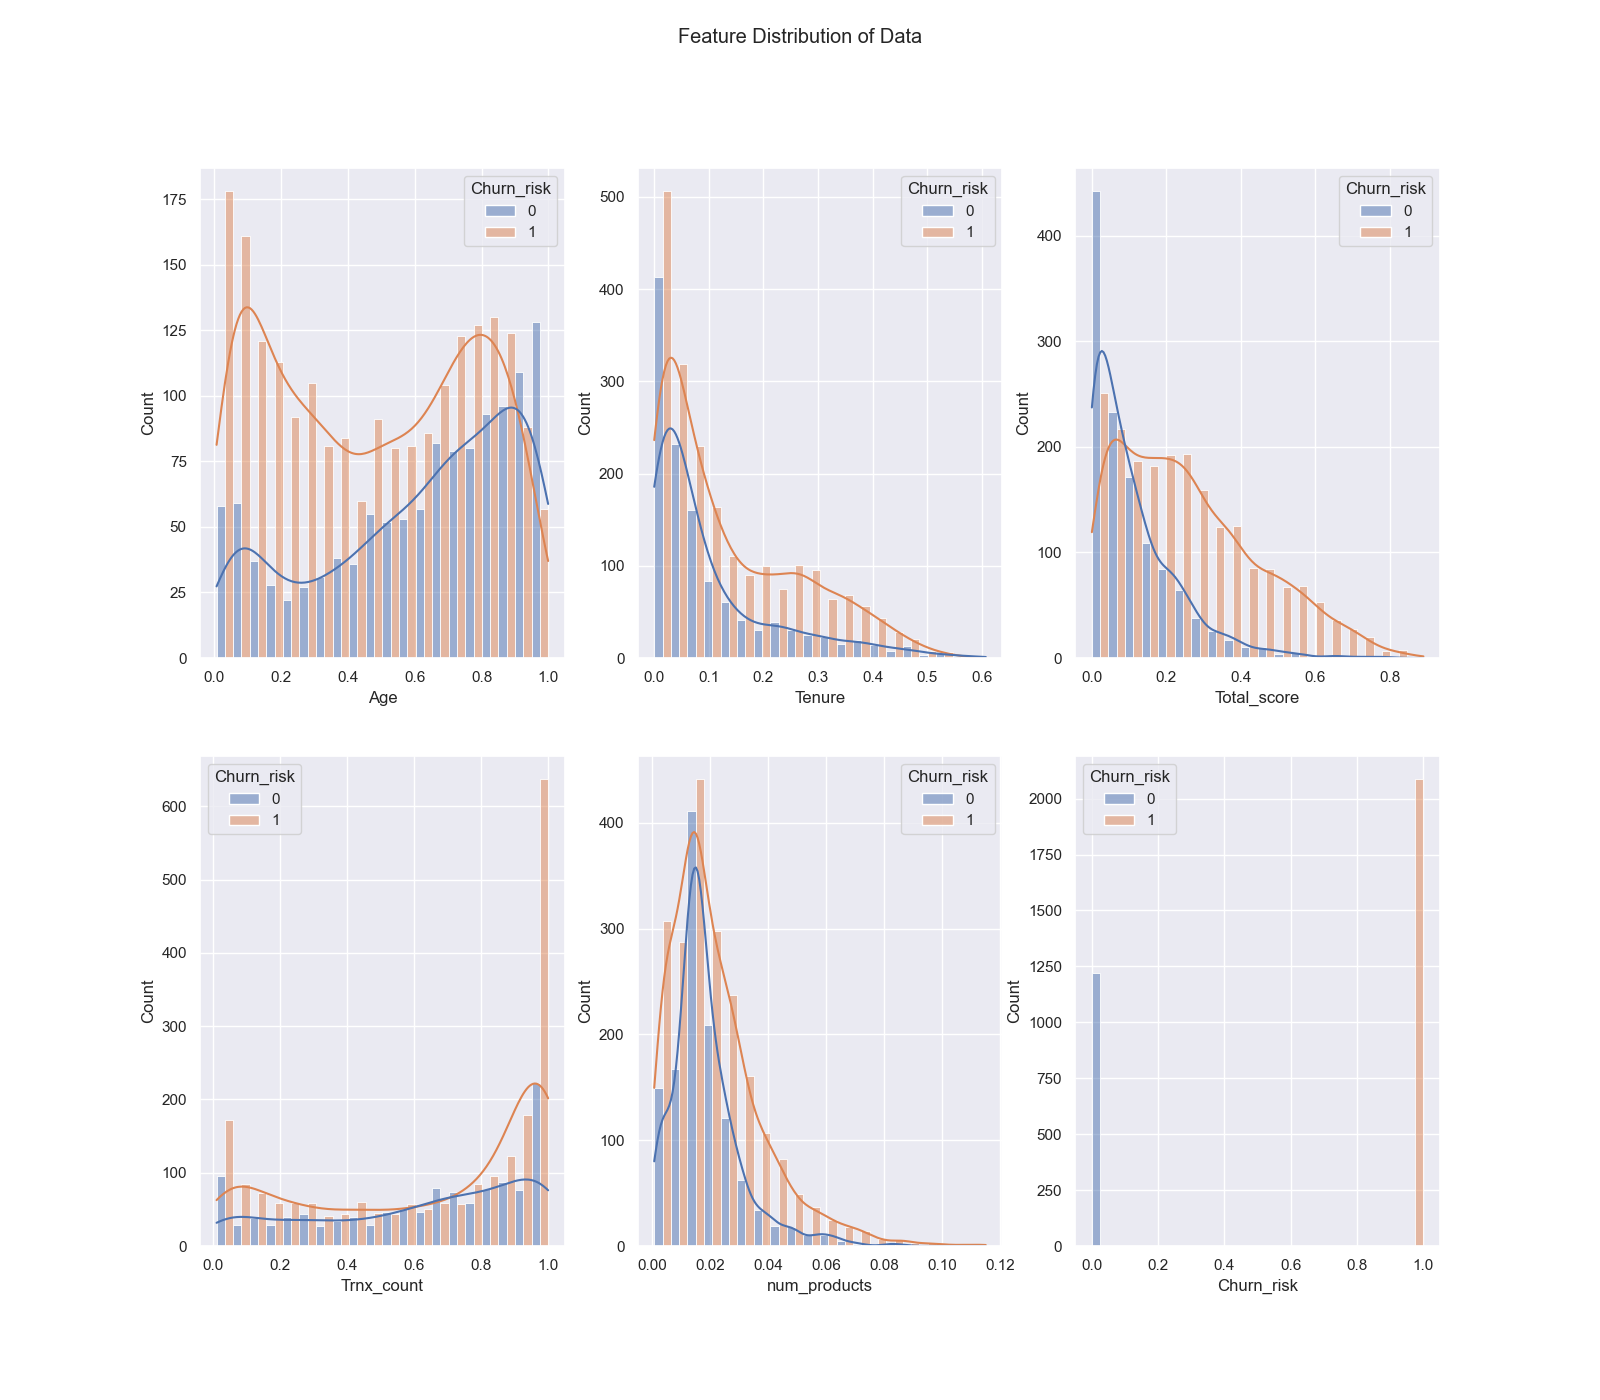 Feature Distribution of Data
Churn_risk
0
1
175
150
125
100
75
50
25
0
Count
0.0 0.2 0.4 0.6 0.8 1.0
Age
Churn_risk
0
1
500
400
300
200
100
0
Count
0.0 0.1 0.2 0.3 0.4 0.5 0.6
Tenure
Churn_risk
0
1
400
300
200
100
0
Count
0.0 0.2 0.4 0.6 0.8
Total_score
Churn_risk
0
1
600
500
400
300
200
100
0
Count
0.0 0.2 0.4 0.6 0.8 1.0
Trnx_count
Churn_risk
0
1
400
300
200
100
0
Count
0.00 0.02 0.04 0.06 0.08 0.10 0.12
num_products
Churn_risk
0
1
2000
1750
1500
1250
1000
750
500
250
0
Count
0.0 0.2 0.4 0.6 0.8 1.0
Churn_risk